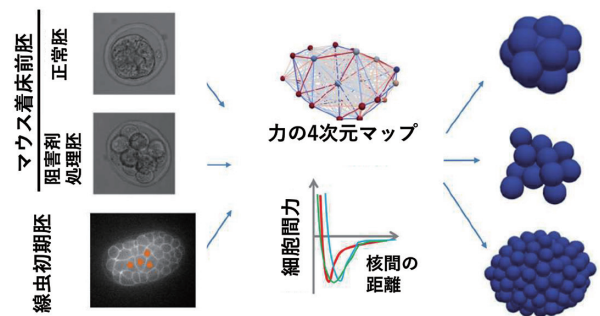 マウス着床前胚
正常胚
阻害剤
処理胚
線虫初期胚
力の4次元マップ
細胞間力
核間の
距離